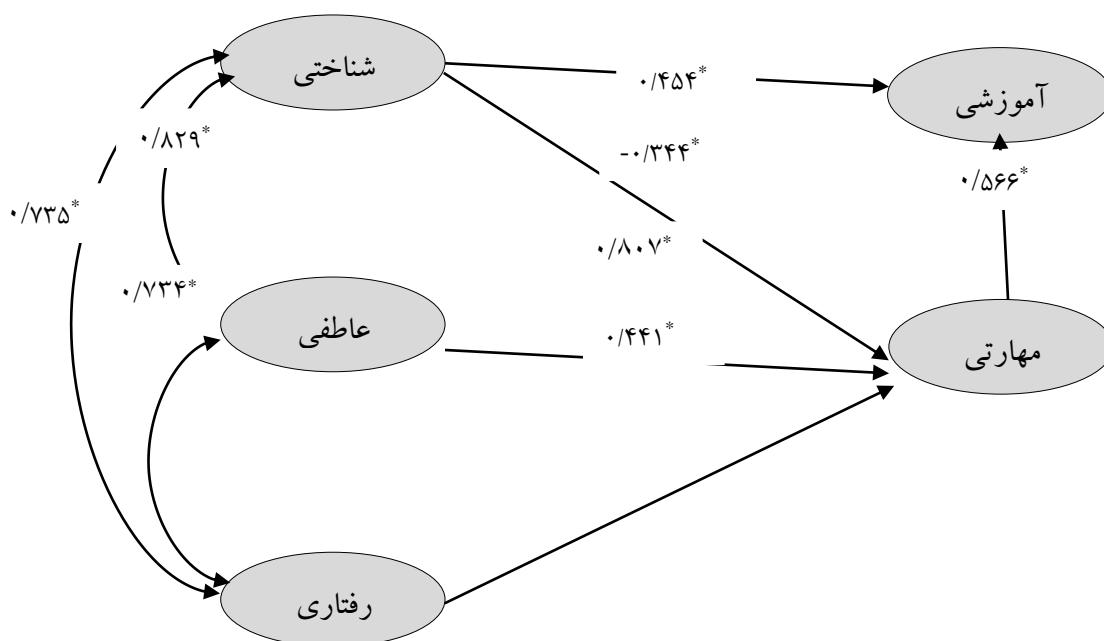 شناختی
۰/۴۵۴*
آموزشی
۰/۸۲۹*
-۰/۳۴۴*
۰/۵۶۶*
۰/۷۳۵*
۰/۸۰۷*
۰/۷۳۴*
عاطفی
۰/۴۴۱*
مهارتی
رفتاری